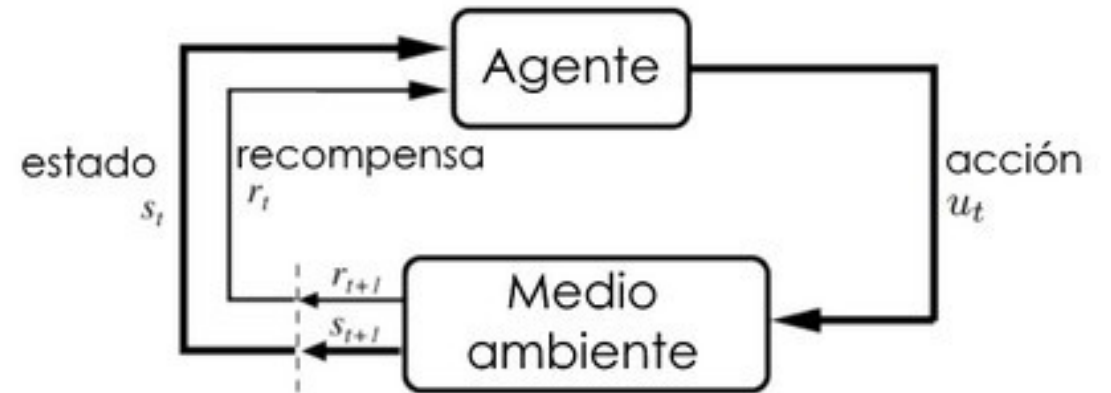 Agente
estado
s_t
recompensa
r_t
acción
u_t
r_{t+1}
s_{t+1}
Medio
ambiente